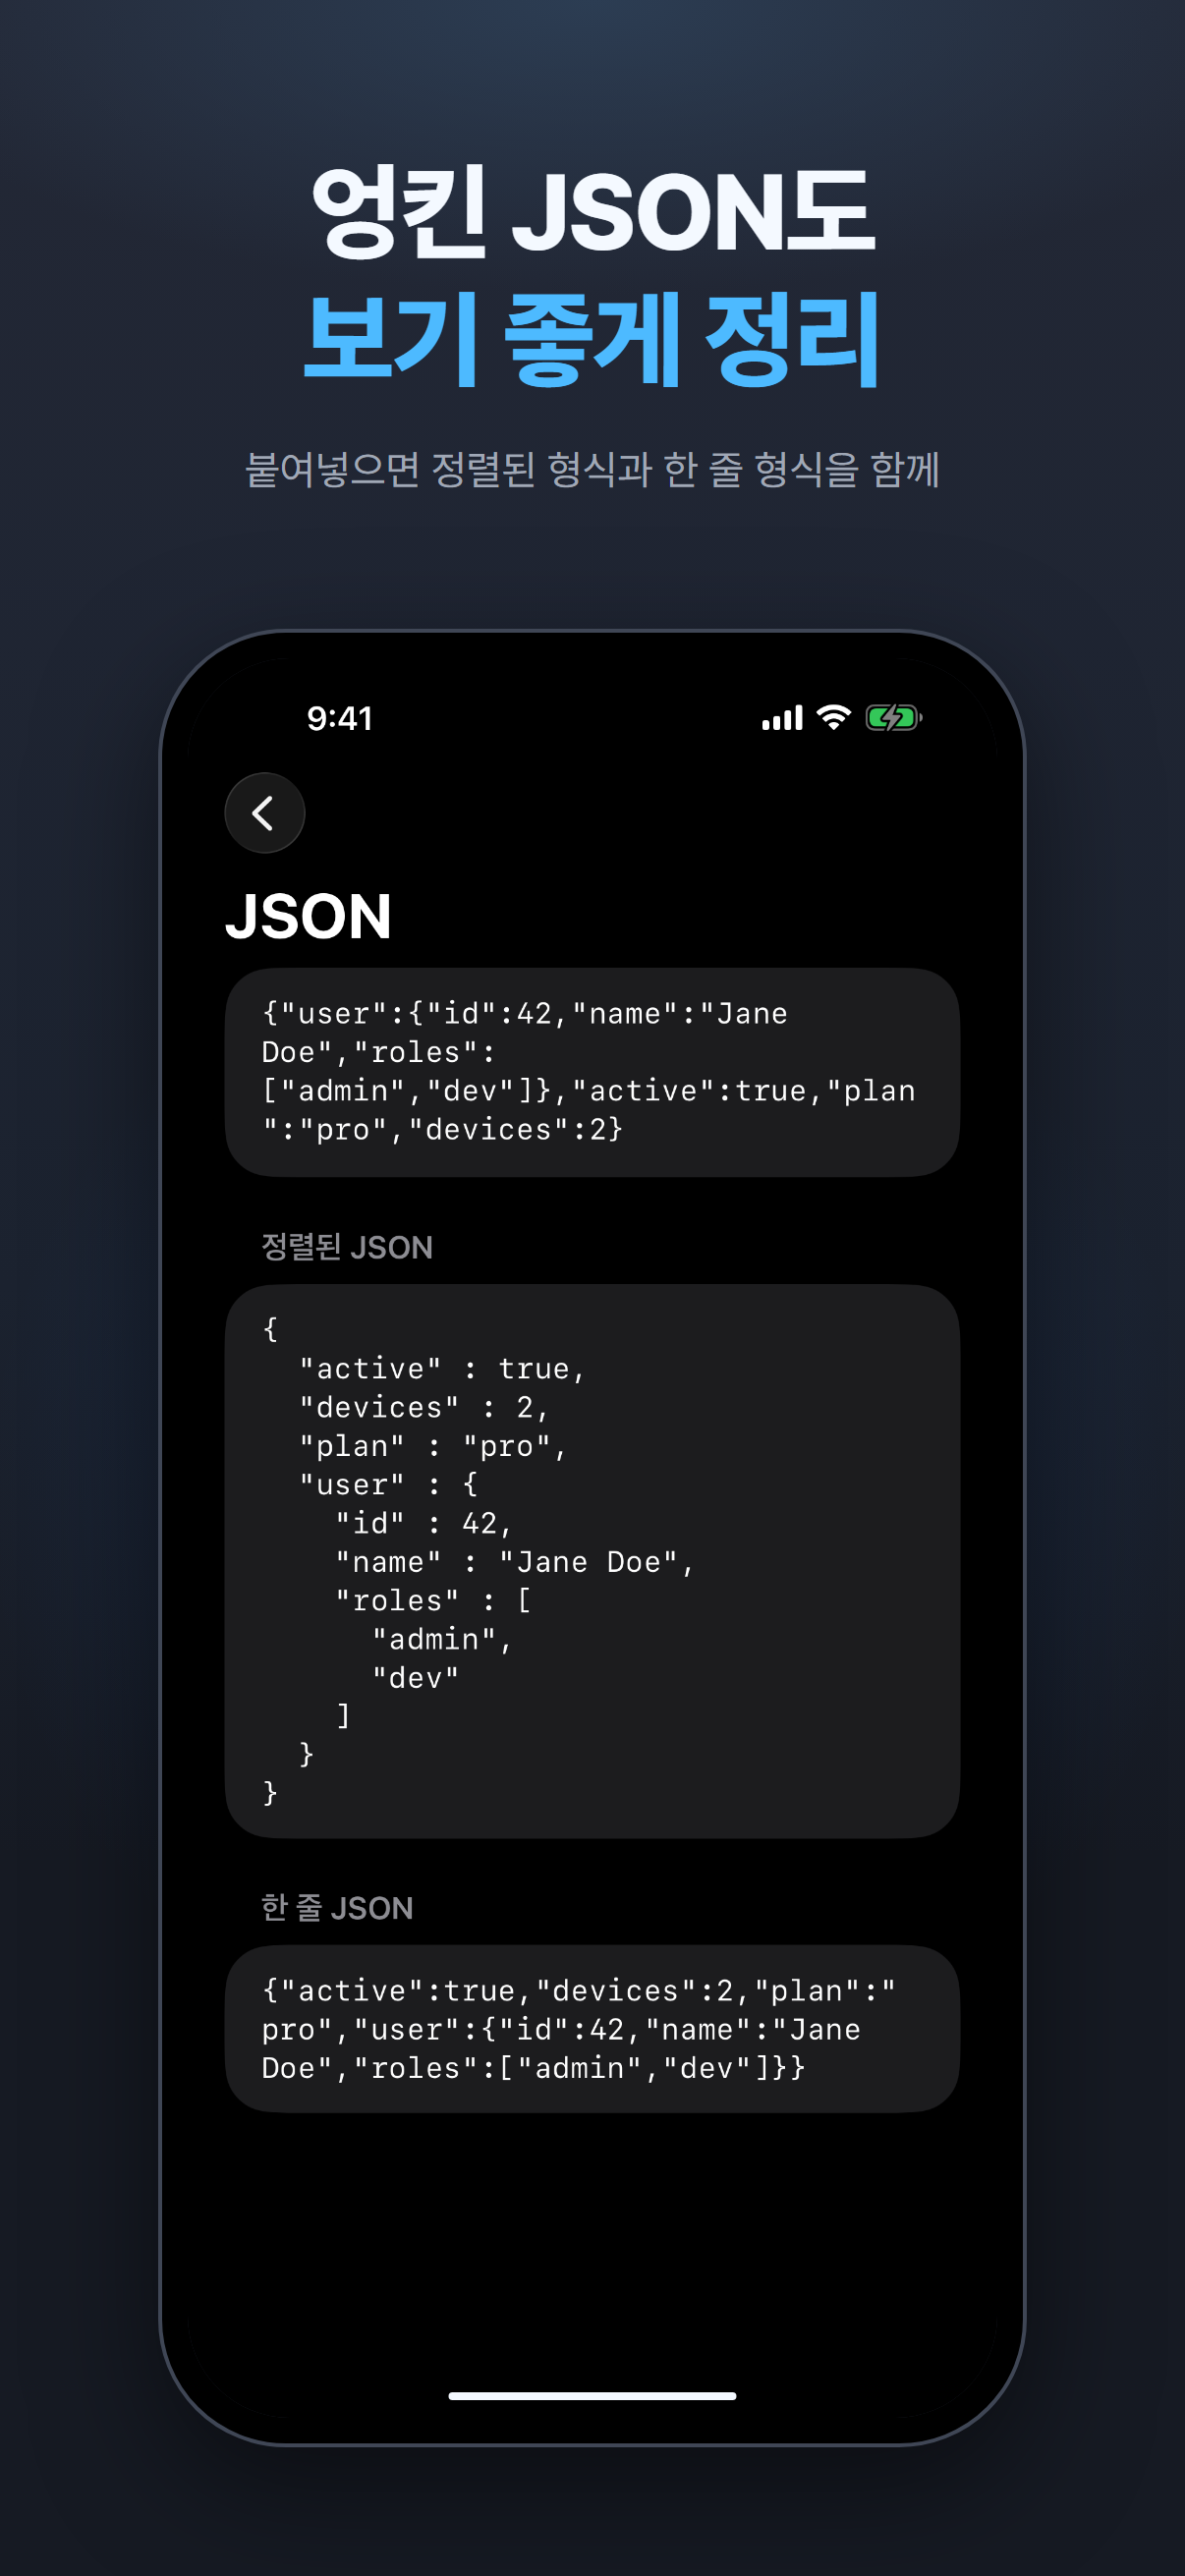 엉킨 JSON도
보기 좋게 정리
붙여넣으면 정렬된 형식과 한 줄 형식을 함께
9:41
JSON
{"user":{"id":42,"name":"Jane
Doe","roles":
["admin","dev"]},"active":true,"plan
":"pro","devices":2}
정렬된 JSON
{
  "active" : true,
  "devices" : 2,
  "plan" : "pro",
  "user" : {
    "id" : 42,
    "name" : "Jane Doe",
    "roles" : [
      "admin",
      "dev"
    ]
  }
}
한 줄 JSON
{"active":true,"devices":2,"plan":"
pro","user":{"id":42,"name":"Jane
Doe","roles":["admin","dev"]}}